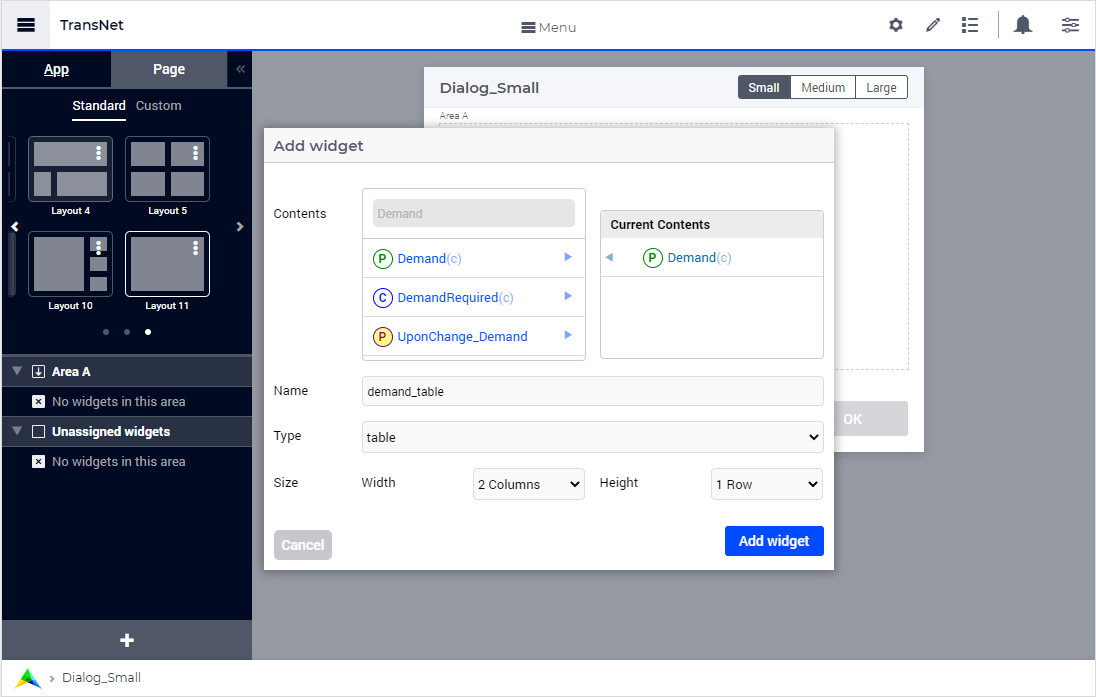 TransNet
Menu
App
Page
«
Standard
Custom
Layout 4
Layout 5
Layout 10
Layout 11
Area A
No widgets in this area
Unassigned widgets
No widgets in this area
Dialog_Small
Small
Medium
Large
Area A
Add widget
Contents
Demand
P Demand(c)
C DemandRequired(c)
P UponChange_Demand
Current Contents
P Demand(c)
Name
demand_table
Type
table
Size
Width
2 Columns
Height
1 Row
Cancel
Add widget
OK
Dialog_Small